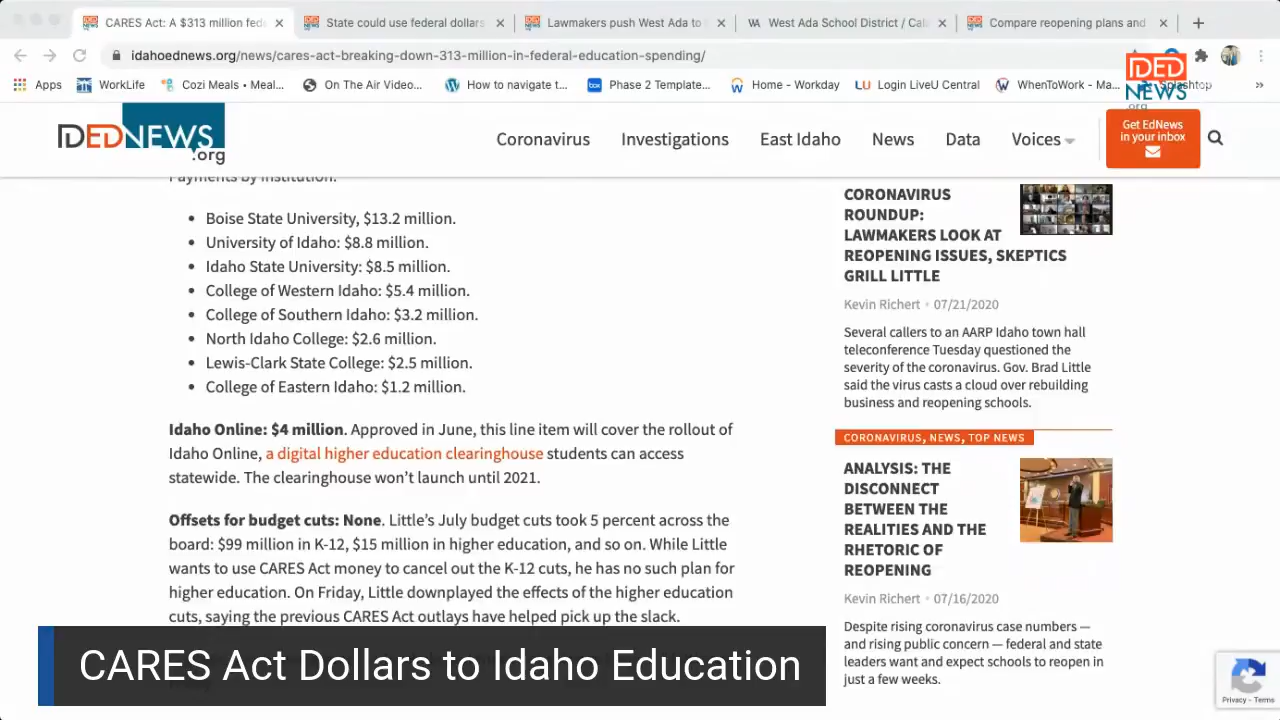 CARES Act: A $313 million fede
State could use federal dollars
Lawmakers push West Ada to
West Ada School District / Cale
Compare reopening plans and
idahoednews.org/news/cares-act-breaking-down-313-million-in-federal-education-spending/
Apps
WorkLife
Cozi Meals • Meal...
On The Air Video...
How to navigate t...
Phase 2 Template...
Home - Workday
Login LiveU Central
WhenToWork - Ma...
Splashtop
IDED
NEWS
.org
IDEDNEWS
.org
Coronavirus
Investigations
East Idaho
News
Data
Voices
Get EdNews
in your inbox
Payments by institution:
• Boise State University, $13.2 million.
• University of Idaho: $8.8 million.
• Idaho State University: $8.5 million.
• College of Western Idaho: $5.4 million.
• College of Southern Idaho: $3.2 million.
• North Idaho College: $2.6 million.
• Lewis-Clark State College: $2.5 million.
• College of Eastern Idaho: $1.2 million.
Idaho Online: $4 million. Approved in June, this line item will cover the rollout of
Idaho Online, a digital higher education clearinghouse students can access
statewide. The clearinghouse won’t launch until 2021.
Offsets for budget cuts: None. Little’s July budget cuts took 5 percent across the
board: $99 million in K-12, $15 million in higher education, and so on. While Little
wants to use CARES Act money to cancel out the K-12 cuts, he has no such plan for
higher education. On Friday, Little downplayed the effects of the higher education
cuts, saying the previous CARES Act outlays have helped pick up the slack.
CORONAVIRUS
ROUNDUP:
LAWMAKERS LOOK AT
REOPENING ISSUES, SKEPTICS
GRILL LITTLE
Kevin Richert • 07/21/2020
Several callers to an AARP Idaho town hall
teleconference Tuesday questioned the
severity of the coronavirus. Gov. Brad Little
said the virus casts a cloud over rebuilding
business and reopening schools.
CORONAVIRUS, NEWS, TOP NEWS
ANALYSIS: THE
DISCONNECT
BETWEEN THE
REALITIES AND THE
RHETORIC OF
REOPENING
Kevin Richert • 07/16/2020
Despite rising coronavirus case numbers —
and rising public concern — federal and state
leaders want and expect schools to reopen in
just a few weeks.
CARES Act Dollars to Idaho Education
Privacy - Terms